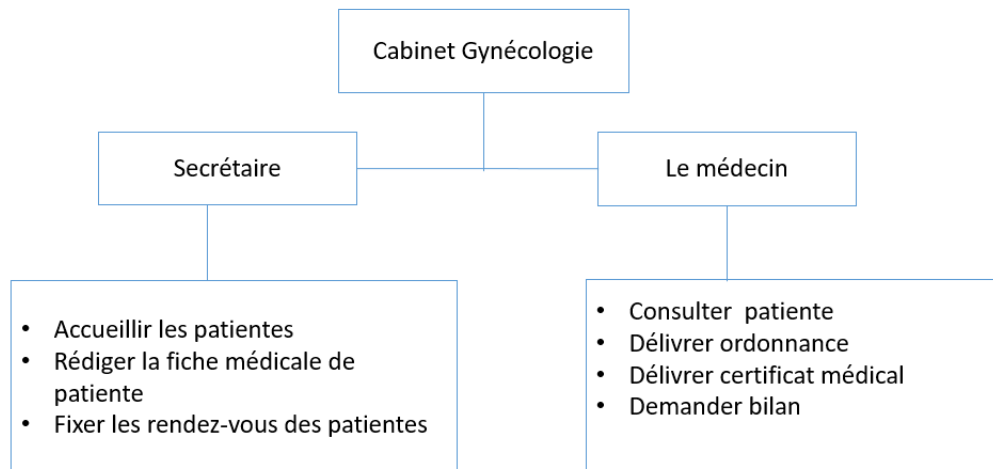 Cabinet Gynécologie
Secrétaire
Le médecin
• Accueillir les patientes
• Rédiger la fiche médicale de
patiente
• Fixer les rendez-vous des patientes
• Consulter patiente
• Délivrer ordonnance
• Délivrer certificat médical
• Demander bilan